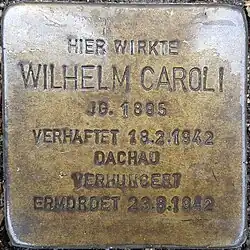 HIER WIRKTE
WILHELM CAROLI
JG. 1895
VERHAFTET 18.2.1942
DACHAU
VERHUNGERT
ERMORDET 23.8.1942